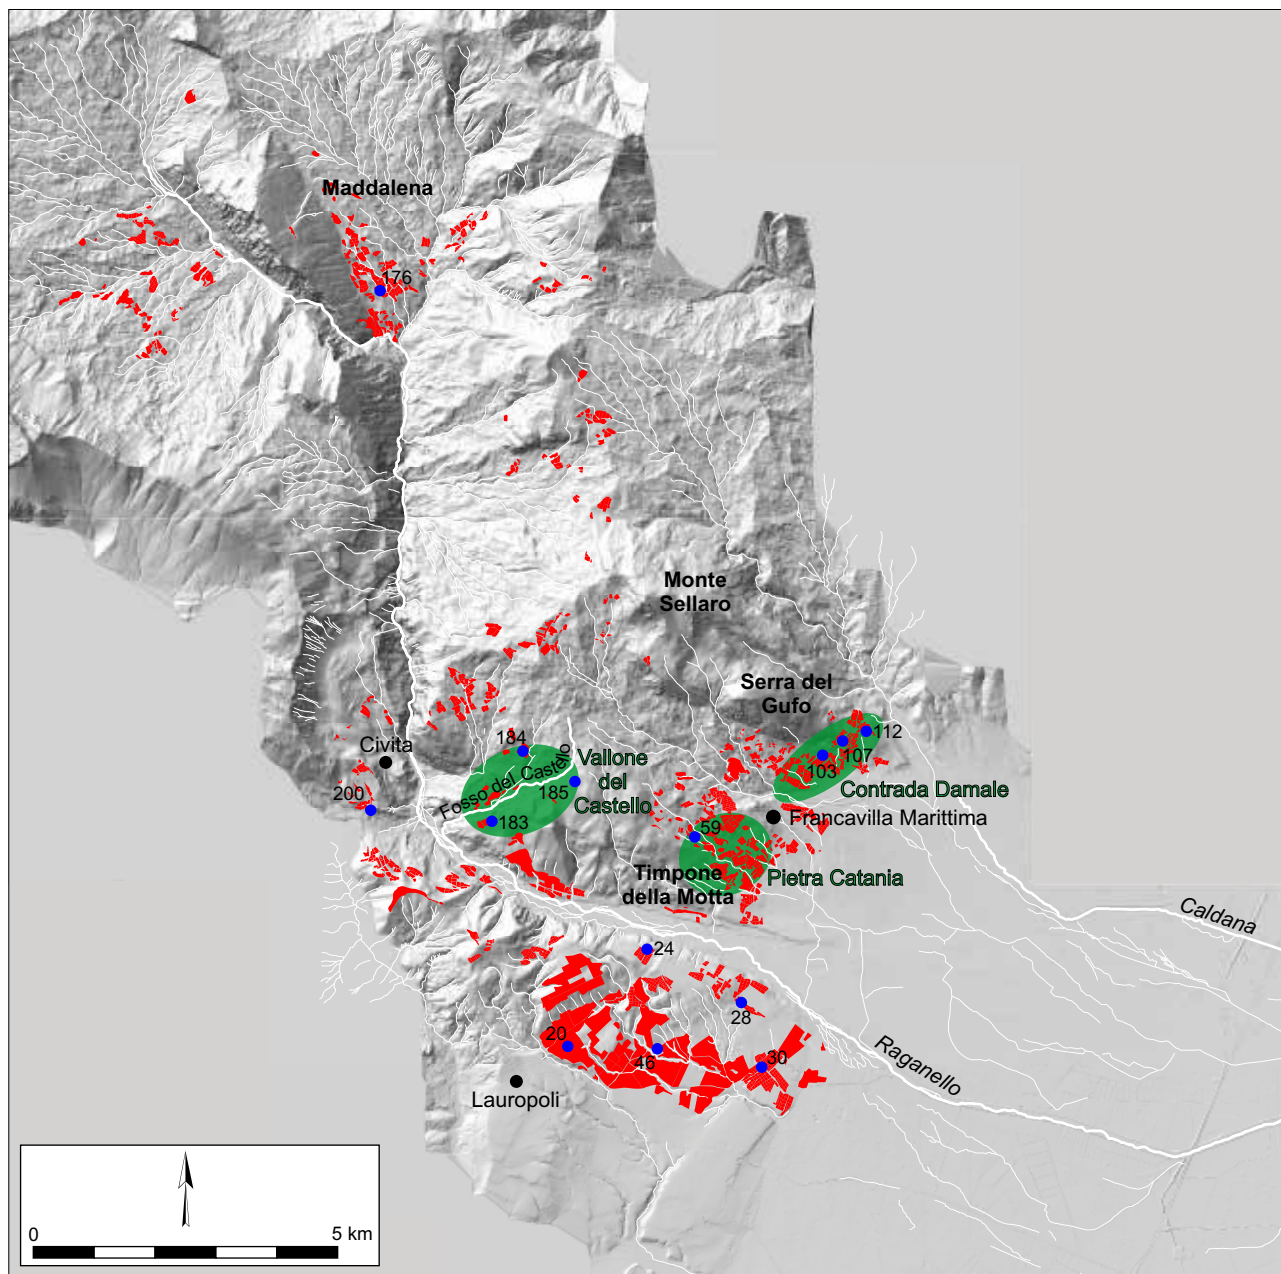 Maddalena
176
Monte
Sellaro
Serra del
Gufo
112
107
103
Contrada Damale
184
Civita
Fosso del Castello
Vallone
del
Castello
185
200
183
Francavilla Marittima
59
Timpone
della Motta
Pietra Catania
Caldana
24
28
20
46
30
Raganello
Lauropoli
0
5 km